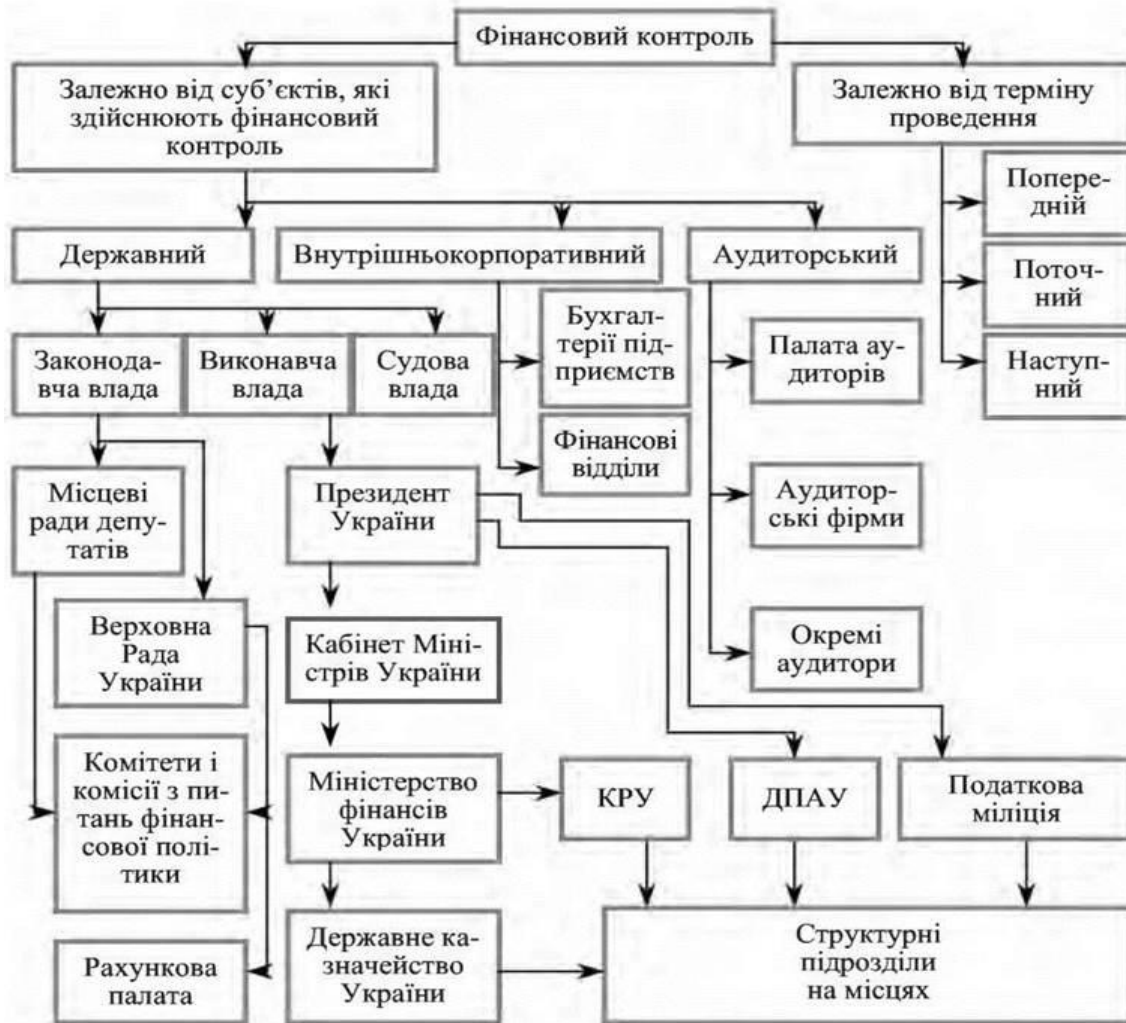 Фінансовий контроль
Залежно від суб’єктів, які
здійснюють фінансовий
контроль
Залежно від терміну
проведення
Попере-
дній
Поточ-
ний
Наступ-
ний
Державний
Внутрішньокорпоративний
Аудиторський
Законода-
вча влада
Виконавча
влада
Судова
влада
Бухгал-
терії під-
приємств
Фінансові
відділи
Палата ау-
диторів
Аудитор-
ські фірми
Окремі
аудитори
Місцеві
ради депу-
татів
Президент
України
Верховна
Рада
України
Кабінет Міні-
стрів України
Комітети і
комісії з пи-
тань фінан-
сової полі-
тики
Міністерство
фінансів
України
КРУ
ДПАУ
Податкова
міліція
Рахункова
палата
Державне ка-
значейство
України
Структурні
підрозділи
на місцях